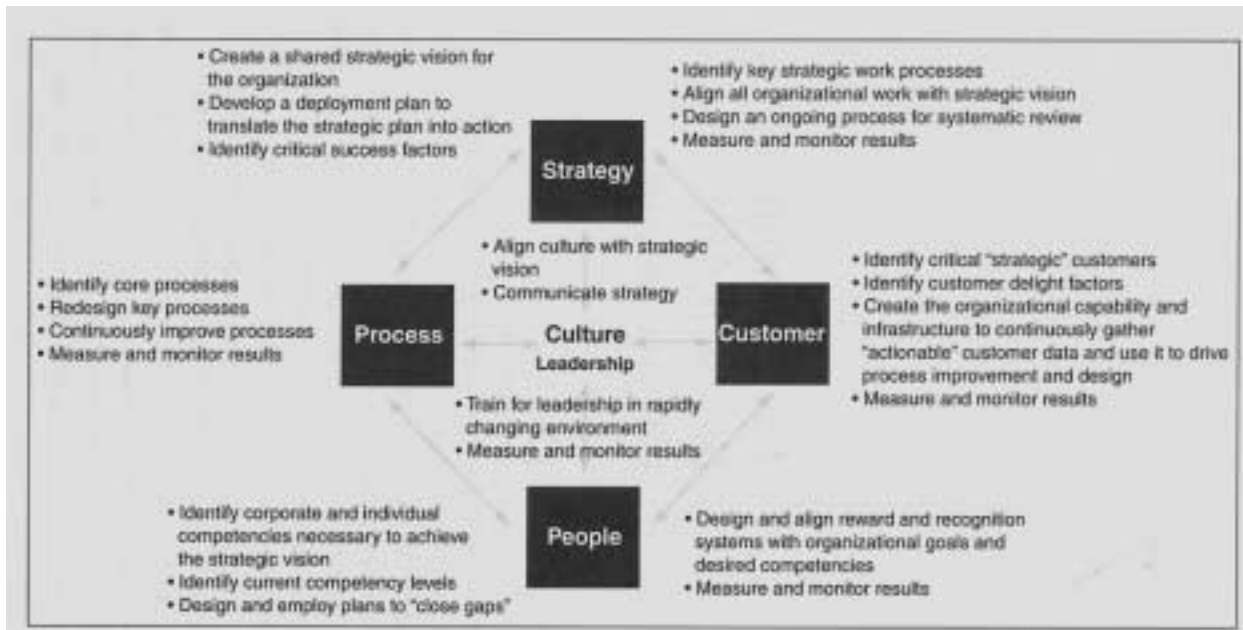 • Create a shared strategic vision for
the organization
• Develop a deployment plan to
translate the strategic plan into action
• Identify critical success factors
• Identify key strategic work processes
• Align all organizational work with strategic vision
• Design an ongoing process for systematic review
• Measure and monitor results
Strategy
• Align culture with strategic
vision
• Communicate strategy
• Identify core processes
• Redesign key processes
• Continuously improve processes
• Measure and monitor results
Process
Culture
Leadership
Customer
• Identify critical "strategic" customers
• Identify customer delight factors
• Create the organizational capability and
infrastructure to continuously gather
"actionable" customer data and use it to drive
process improvement and design
• Measure and monitor results
• Train for leadership in rapidly
changing environment
• Measure and monitor results
• Identify corporate and individual
competencies necessary to achieve
the strategic vision
• Identify current competency levels
• Design and employ plans to "close gaps"
People
• Design and align reward and recognition
systems with organizational goals and
desired competencies
• Measure and monitor results